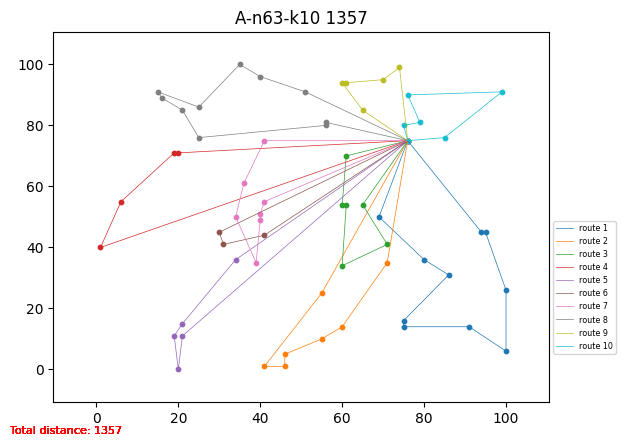 A-n63-k10 1357
100
80
60
40
20
0
0 20 40 60 80 100
route 1
route 2
route 3
route 4
route 5
route 6
route 7
route 8
route 9
route 10
Total distance: 1357